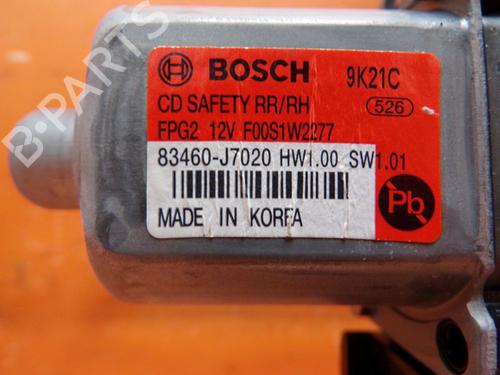 BOSCH 9K21C
CD SAFETY RR/RH 526
FPG2 12V F00S1W2277
83460-J7020 HW1.00 SW1.01
MADE IN KOREA
Pb
B-PARTS